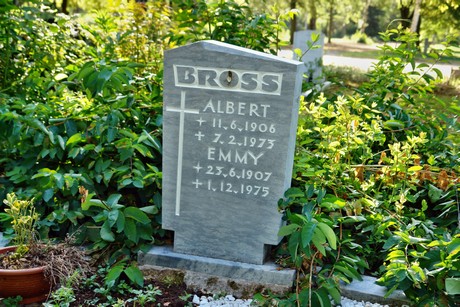 BROSS
ALBERT
+ 11.6.1906
+ 7.2.1973
EMMY
+ 23.6.1907
+ 1.12.1975